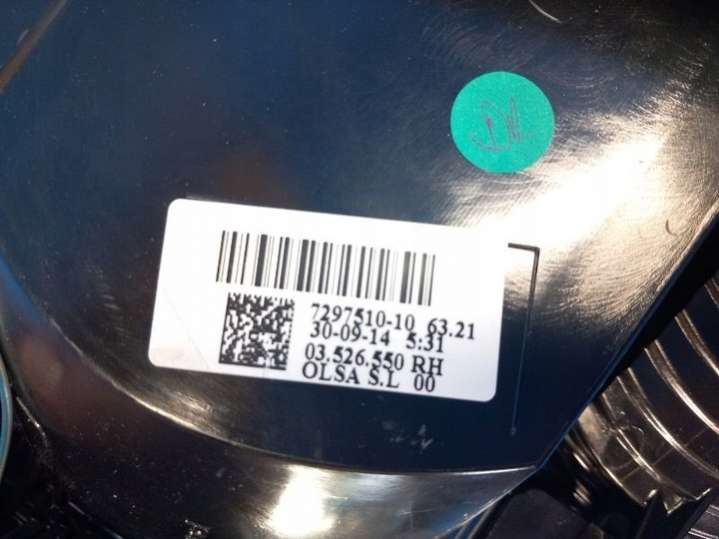 7297510-10 63.21
30-09-14 5:31
03.526.550 RH
OLSA S.L 00